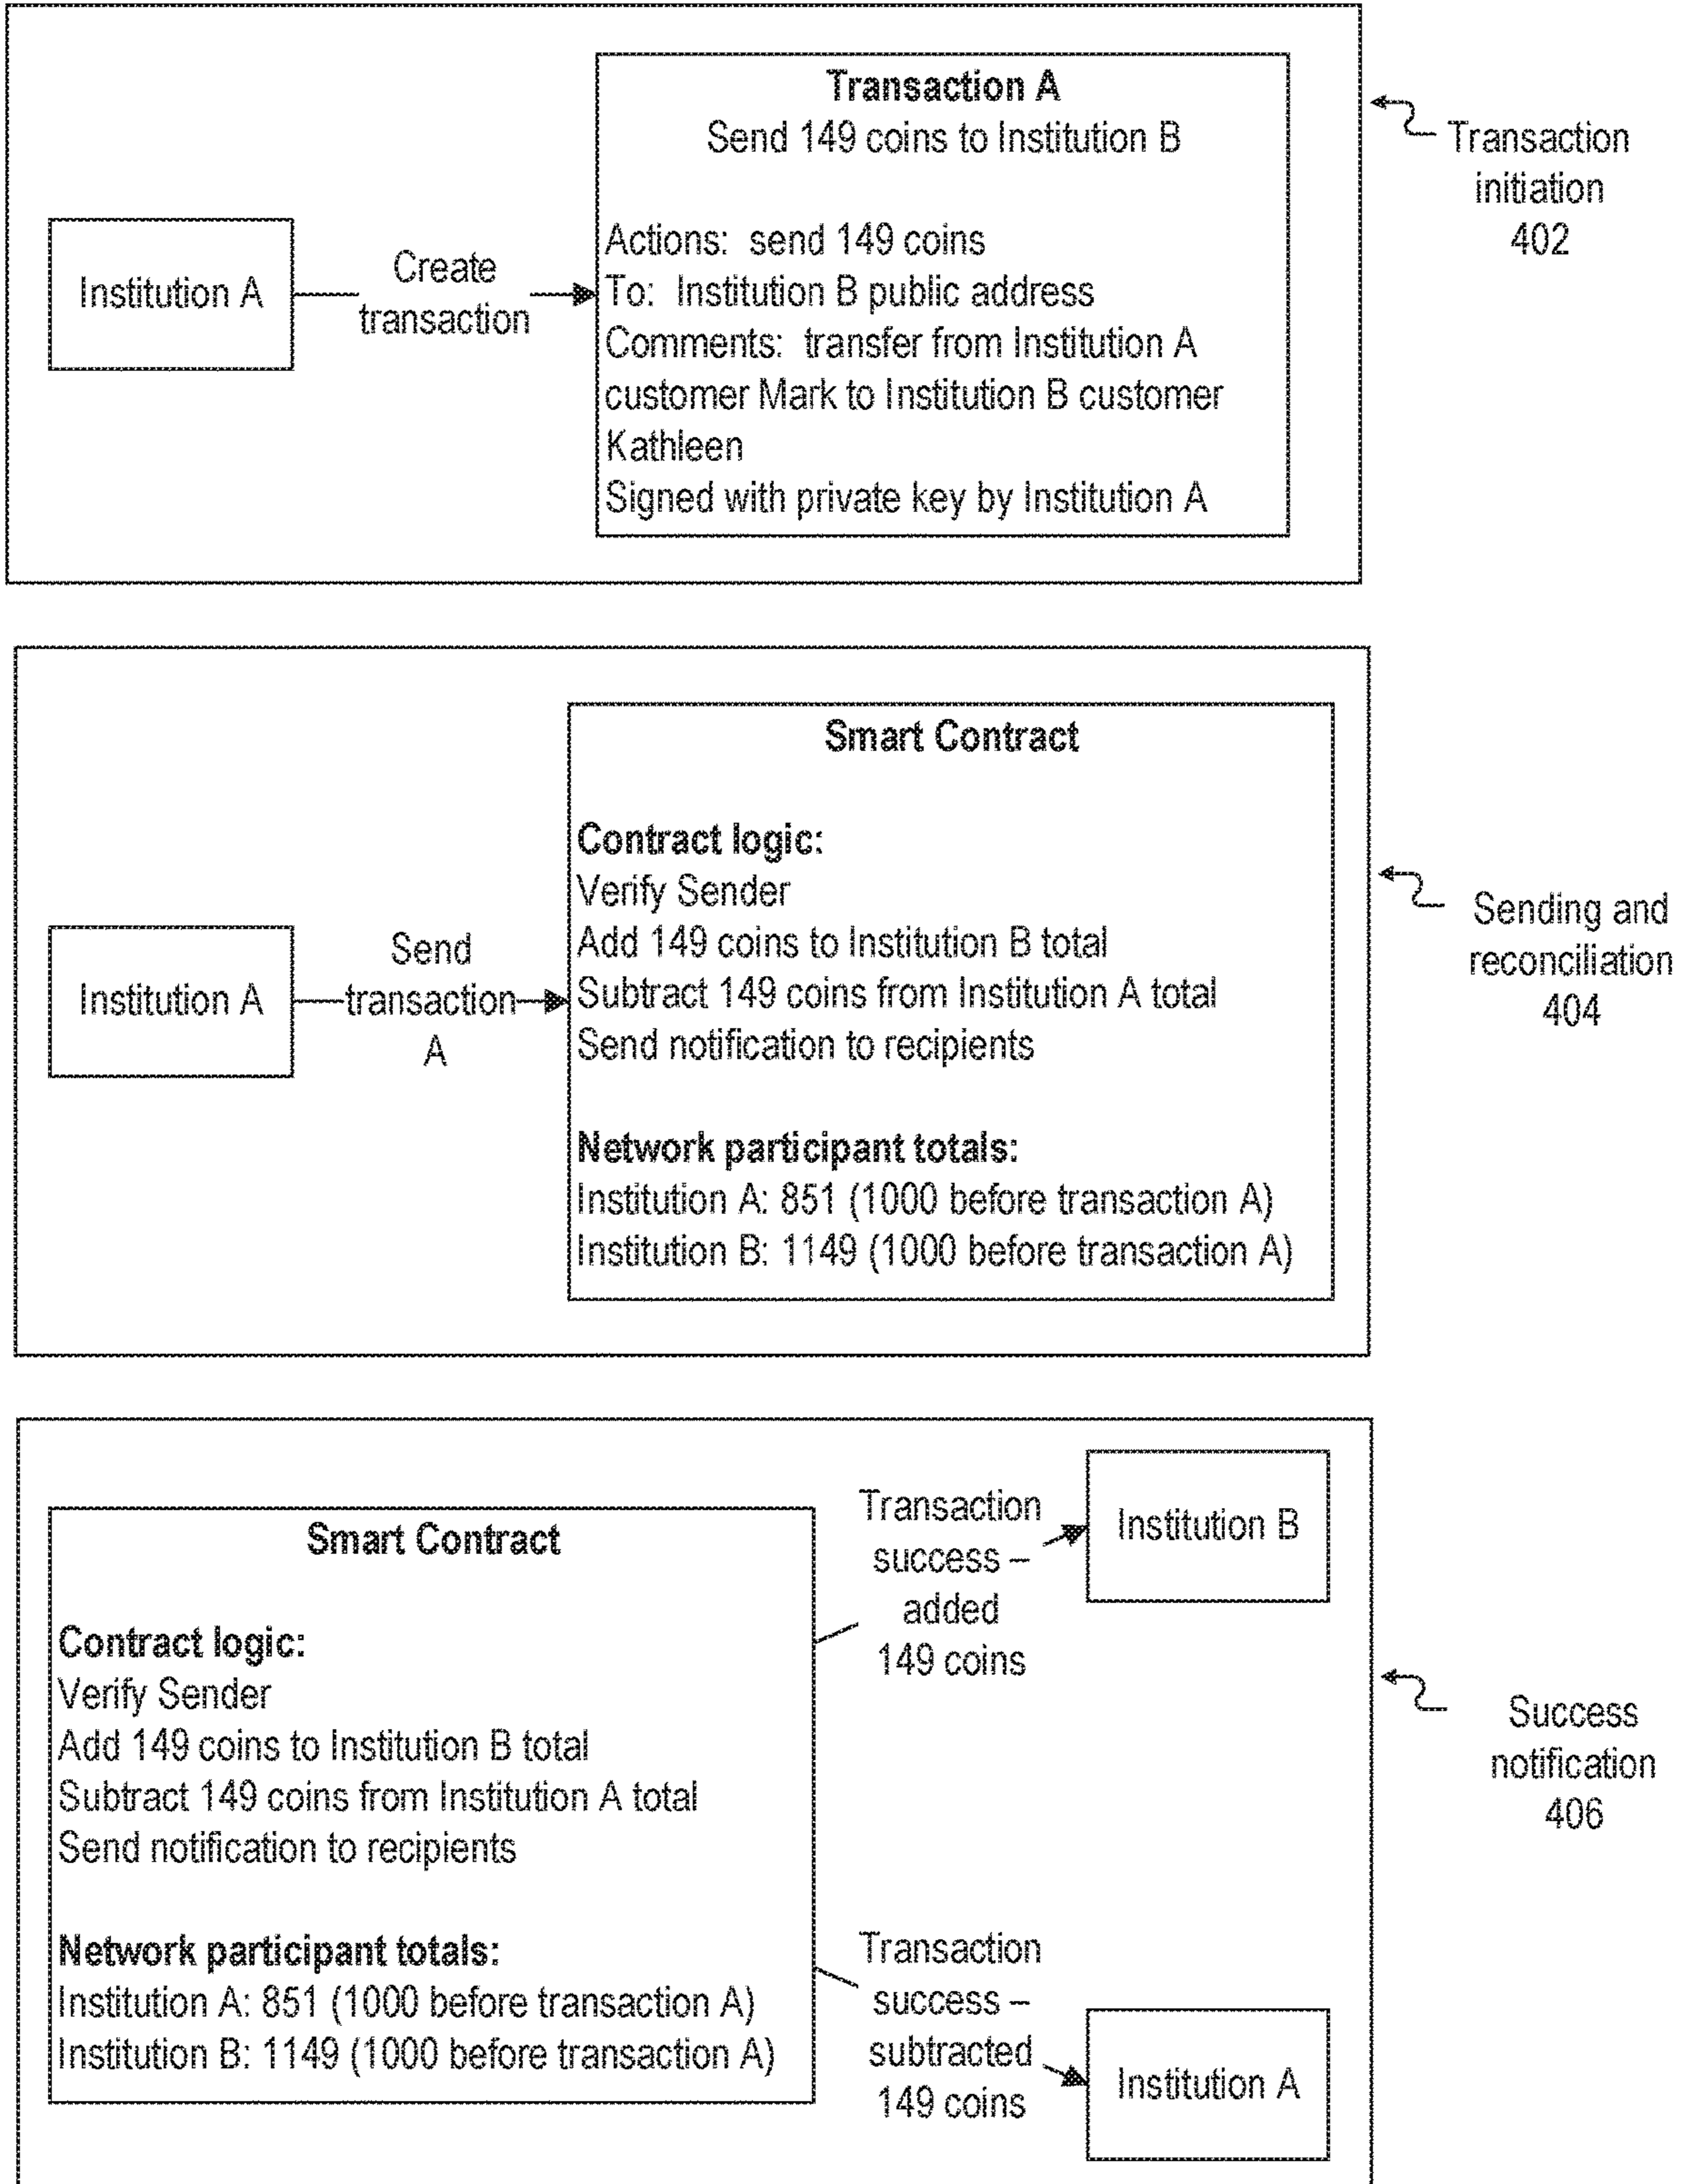 Transaction A
Send 149 coins to Institution B
Actions: send 149 coins
To: Institution B public address
Comments: transfer from Institution A
customer Mark to Institution B customer
Kathleen
Signed with private key by Institution A
Institution A
Create
transaction
Transaction
initiation
402
Smart Contract
Contract logic:
Verify Sender
Add 149 coins to Institution B total
Subtract 149 coins from Institution A total
Send notification to recipients
Network participant totals:
Institution A: 851 (1000 before transaction A)
Institution B: 1149 (1000 before transaction A)
Institution A
Send
transaction
A
Sending and
reconciliation
404
Smart Contract
Contract logic:
Verify Sender
Add 149 coins to Institution B total
Subtract 149 coins from Institution A total
Send notification to recipients
Network participant totals:
Institution A: 851 (1000 before transaction A)
Institution B: 1149 (1000 before transaction A)
Transaction
success –
added
149 coins
Institution B
Transaction
success –
subtracted
149 coins
Institution A
Success
notification
406